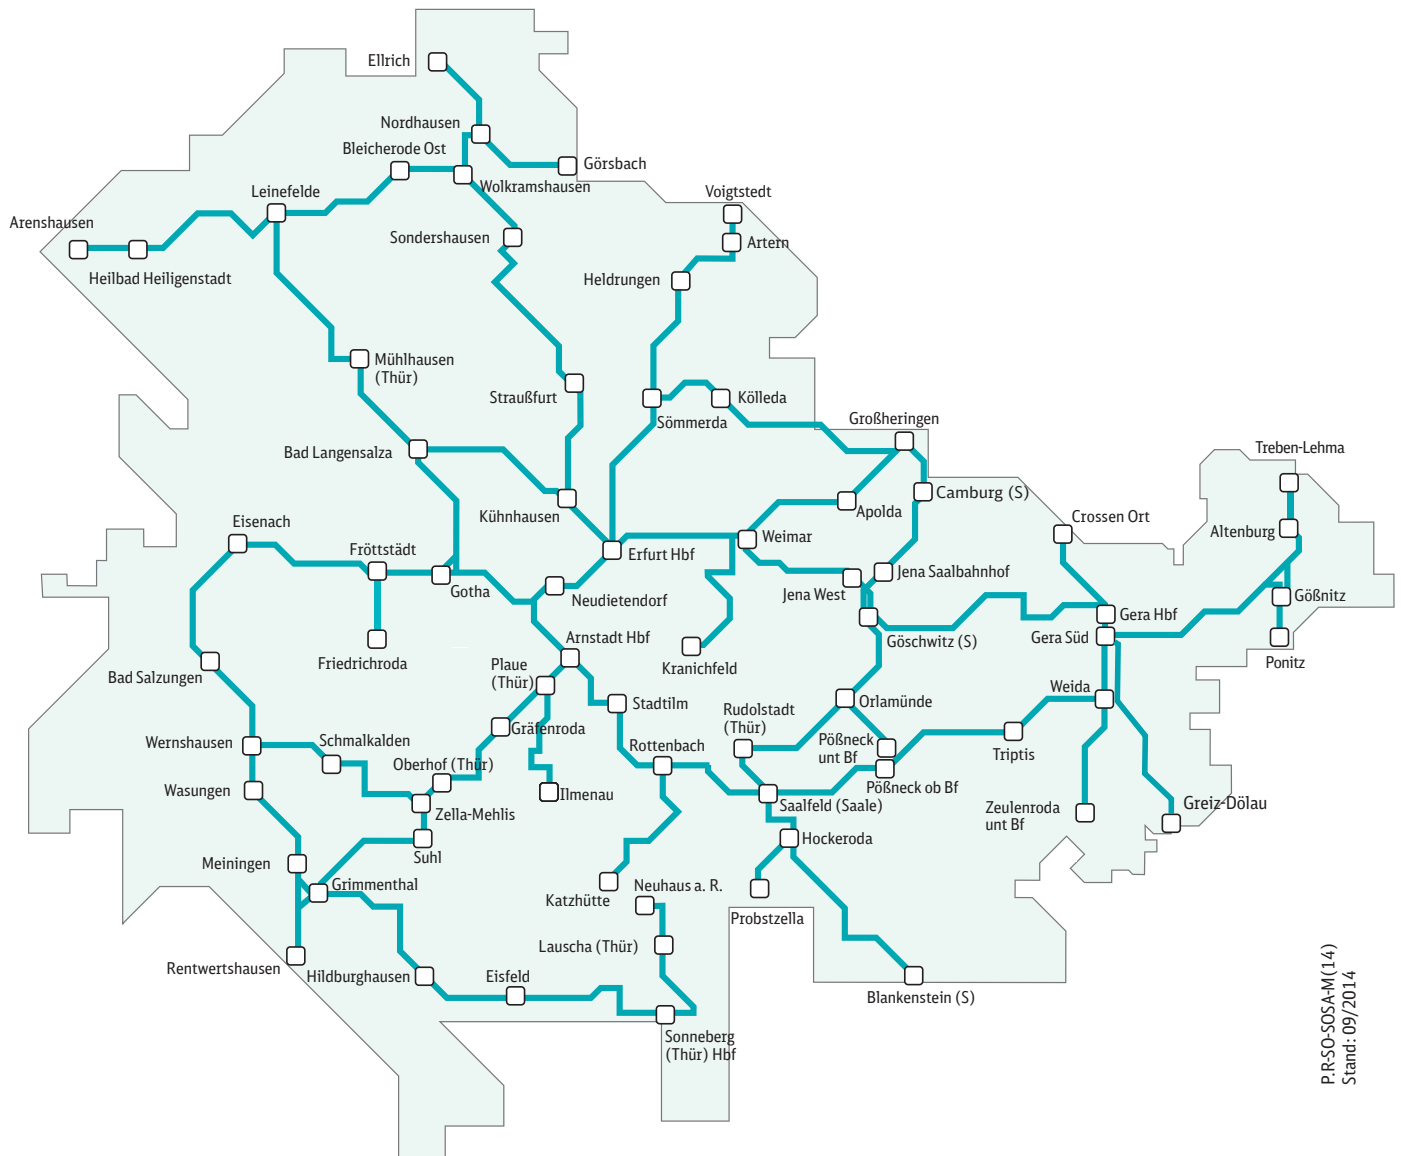 Ellrich
Nordhausen
Bleicherode Ost
Görsbach
Wolkramshausen
Leinefelde
Voigtstedt
Arenshausen
Sondershausen
Artern
Heilbad Heiligenstadt
Heldrungen
Mühlhausen
(Thür)
Straußfurt
Kölleda
Sömmerda
Großheringen
Bad Langensalza
Treben-Lehma
Camburg (S)
Apolda
Kühnhausen
Crossen Ort
Eisenach
Altenburg
Weimar
Fröttstädt
Erfurt Hbf
Jena Saalbahnhof
Gotha
Jena West
Neudietendorf
Gößnitz
Gera Hbf
Arnstadt Hbf
Göschwitz (S)
Gera Süd
Friedrichroda
Kranichfeld
Ponitz
Plaue
(Thür)
Bad Salzungen
Weida
Stadtilm
Orlamünde
Rudolstadt
(Thür)
Gräfenroda
Wernshausen
Schmalkalden
Rottenbach
Pößneck
unt Bf
Triptis
Oberhof (Thür)
Pößneck ob Bf
Wasungen
Ilmenau
Saalfeld (Saale)
Greiz-Dölau
Zella-Mehlis
Zeulenroda
unt Bf
Hockeroda
Suhl
Meiningen
Grimmenthal
Neuhaus a. R.
Katzhütte
Probstzella
Lauscha (Thür)
Rentwertshausen
Hildburghausen
Eisfeld
Blankenstein (S)
Sonneberg
(Thür) Hbf
P.R-SO-SOSA-M(14)
Stand: 09/2014